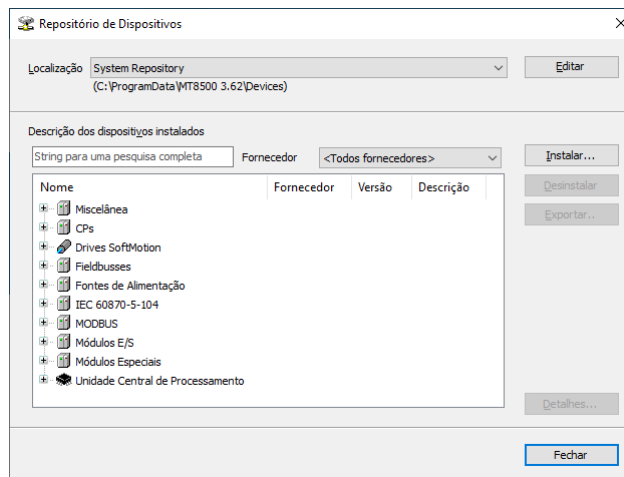 Repositório de Dispositivos
Localização System Repository Editar
(C:\ProgramData\MT8500 3.62\Devices)
Descrição dos dispositivos instalados
String para uma pesquisa completa Fornecedor <Todos fornecedores> Instalar...
Nome Fornecedor Versão Descrição Desinstalar
Miscelânea Exportar..
CPs
Drives SoftMotion
Fieldbusses
Fontes de Alimentação
IEC 60870-5-104
MODBUS
Módulos E/S
Módulos Especiais
Unidade Central de Processamento
Detalhes...
Fechar